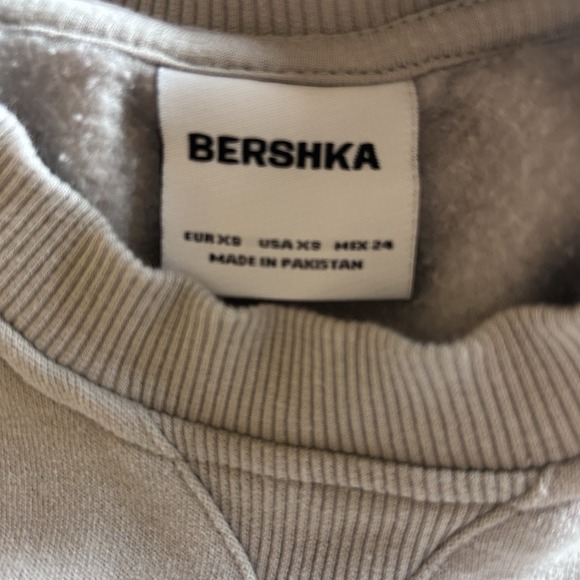 BERSHKA
EUR XS USA XS MEX 24
MADE IN PAKISTAN